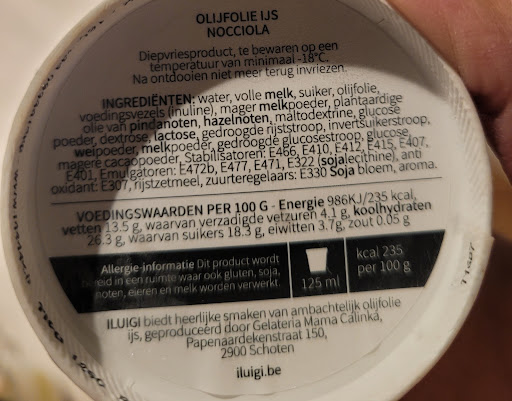 OLIJFOLIE IJS
NOCCIOLA
Diepvriesproduct, te bewaren op een
temperatuur van minimaal -18°C.
Na ontdooien niet meer terug invriezen.
INGREDIËNTEN: water, volle melk, suiker, olijfolie,
voedingsvezels (inuline), mager melkpoeder, plantaardige
olie van pindanoten, hazelnoten, maltodextrine, glucose
poeder, dextrose, lactose, gedroogde rijststroop, invertsuikerstroop,
weipoeder, melkpoeder, gedroogde glucosestroop, glucose,
magere cacaopoeder, Stabilisatoren: E466, E410, E412, E415, E407,
E401, Emulgatoren: E472b, E477, E471, E322 (sojalecithine), anti
oxidant: E307, rijstzetmeel, zuurteregelaars: E330 Soja bloem, aroma.
VOEDINGSWAARDEN PER 100 G - Energie 986KJ/235 kcal,
vetten 13.5 g, waarvan verzadigde vetzuren 4.1 g, koolhydraten
26.3 g, waarvan suikers 18.3 g, eiwitten 3.7g, zout 0.05 g
Allergie-informatie Dit product wordt
bereid in een ruimte waar ook gluten, soja,
noten, eieren en melk worden verwerkt.
125 ml
kcal 235
per 100 g
ILUIGI biedt heerlijke smaken van ambachtelijk olijfolie
ijs, geproduceerd door Gelateria Mama Calinka,
Papenaardekenstraat 150,
2900 Schoten
iluigi.be